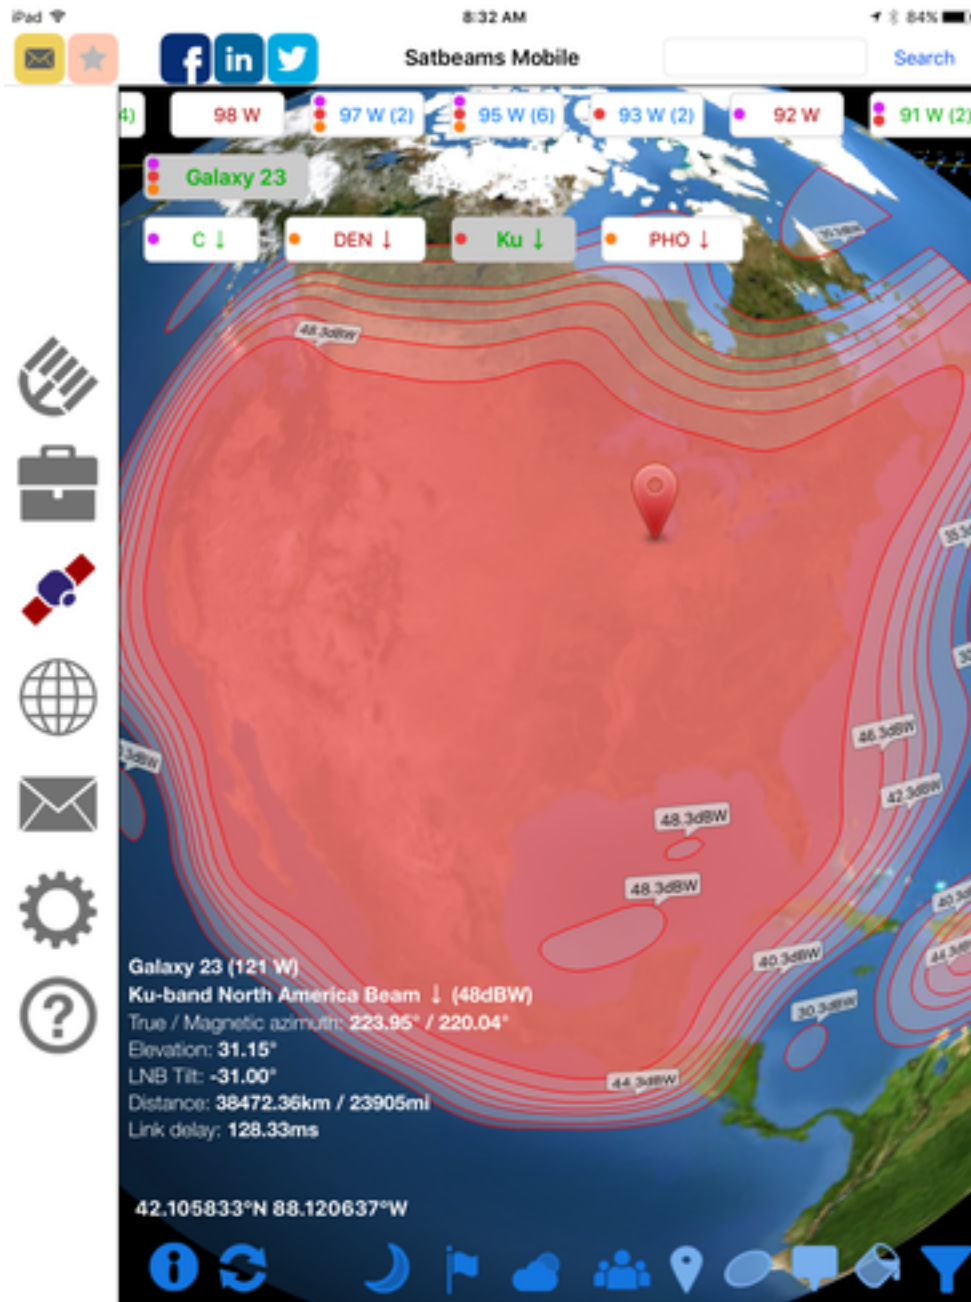 iPad 8:32 AM 84%
f in Satbeams Mobile Search
4) 98 W 97 W (2) 95 W (6) 93 W (2) 92 W 91 W (2)
Galaxy 23
C ↓ DEN ↓ Ku ↓ PHO ↓
48.3dBW
46.3dBW
3dBW
42.3dBW
48.3dBW
48.3dBW
40.3dBW
30.3dBW
44.3dBW
Galaxy 23 (121 W)
Ku-band North America Beam ↓ (48dBW)
True / Magnetic azimuth: 223.95° / 220.04°
Elevation: 31.15°
LNB Tilt: -31.00°
Distance: 38472.36km / 23905mi
Link delay: 128.33ms
42.105833°N 88.120637°W